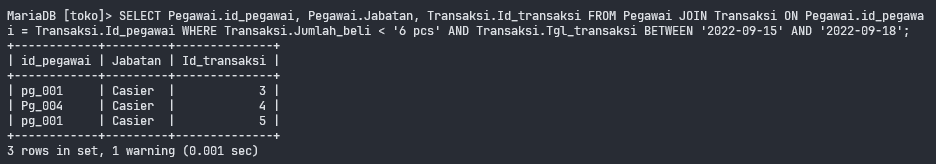 MariaDB [toko]> SELECT Pegawai.id_pegawai, Pegawai.Jabatan, Transaksi.Id_transaksi FROM Pegawai JOIN Transaksi ON Pegawai.id_pegawa
i = Transaksi.Id_pegawai WHERE Transaksi.Jumlah_beli < '6 pcs' AND Transaksi.Tgl_transaksi BETWEEN '2022-09-15' AND '2022-09-18';
+------------+---------+--------------+
| id_pegawai | Jabatan | Id_transaksi |
+------------+---------+--------------+
| pg_001     | Casier  |            3 |
| Pg_004     | Casier  |            4 |
| pg_001     | Casier  |            5 |
+------------+---------+--------------+
3 rows in set, 1 warning (0.001 sec)